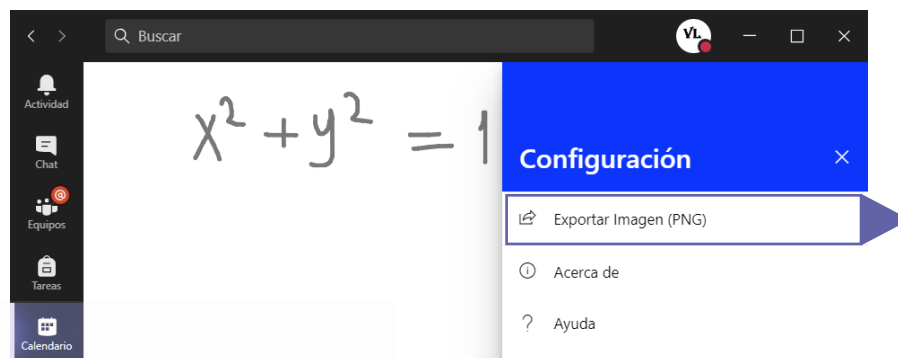 Buscar
VL
Actividad
Chat
@
Equipos
Tareas
Calendario
x² + y² = 1
Configuración
Exportar Imagen (PNG)
Acerca de
Ayuda